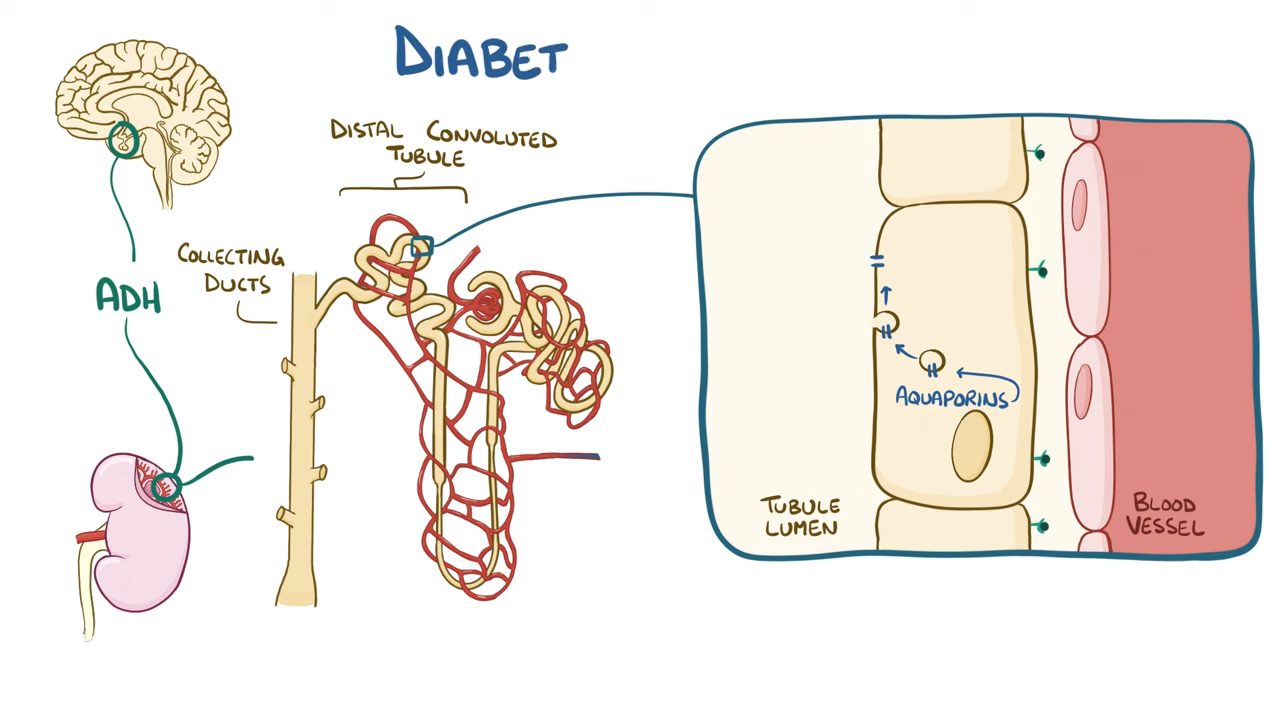 DIABET
DISTAL CONVOLUTED
TUBULE
COLLECTING
DUCTS
ADH
AQUAPORINS
TUBULE
LUMEN
BLOOD
VESSEL